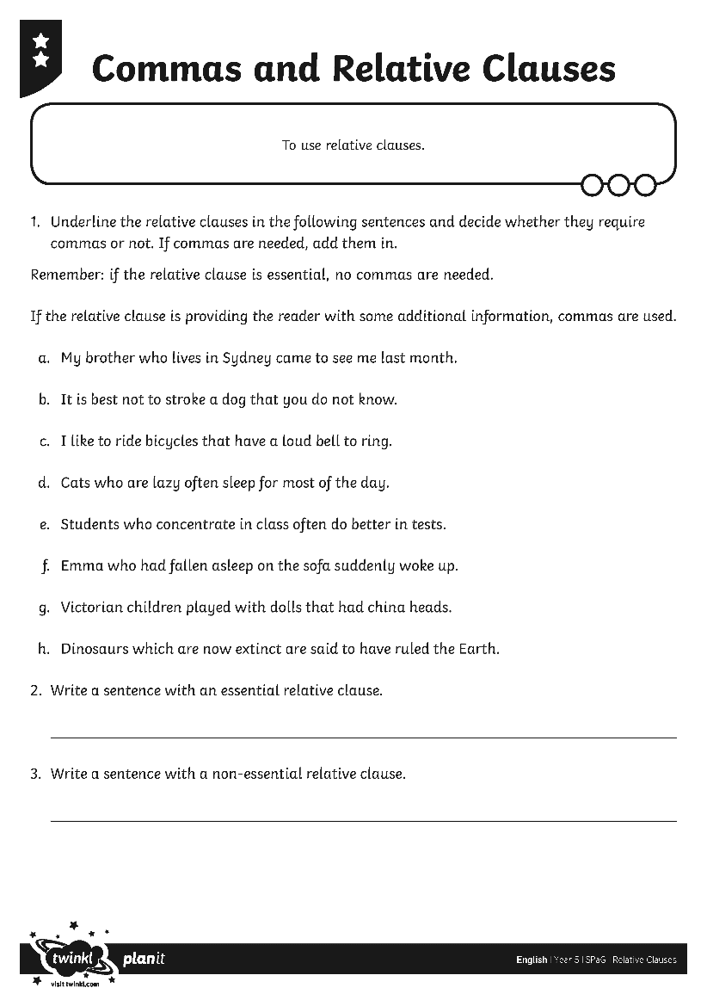 Commas and Relative Clauses
To use relative clauses.
1. Underline the relative clauses in the following sentences and decide whether they require
commas or not. If commas are needed, add them in.
Remember: if the relative clause is essential, no commas are needed.
If the relative clause is providing the reader with some additional information, commas are used.
a. My brother who lives in Sydney came to see me last month.
b. It is best not to stroke a dog that you do not know.
c. I like to ride bicycles that have a loud bell to ring.
d. Cats who are lazy often sleep for most of the day.
e. Students who concentrate in class often do better in tests.
f. Emma who had fallen asleep on the sofa suddenly woke up.
g. Victorian children played with dolls that had china heads.
h. Dinosaurs which are now extinct are said to have ruled the Earth.
2. Write a sentence with an essential relative clause.
3. Write a sentence with a non-essential relative clause.
twinkl planit
visit twinkl.com
English | Year 5 | SPaG | Relative Clauses